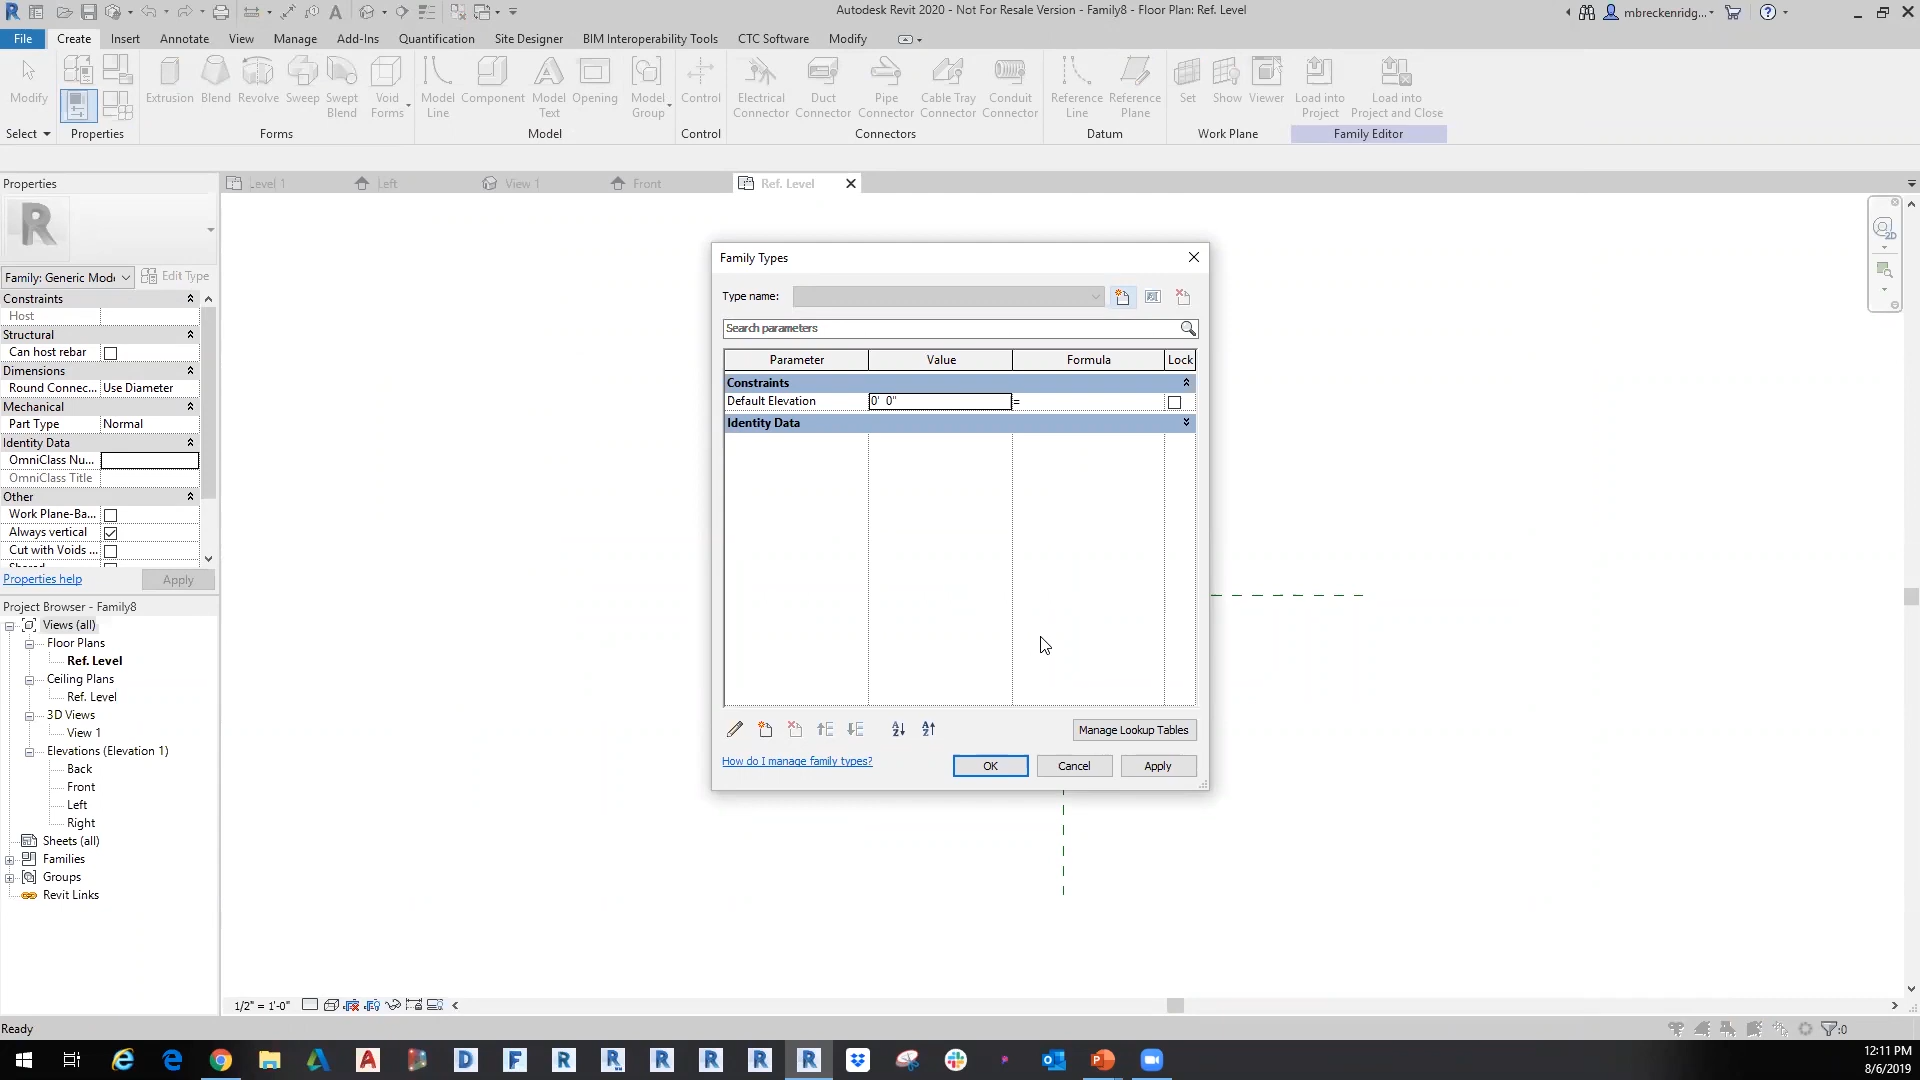 Autodesk Revit 2020 - Not For Resale Version - Family8 - Floor Plan: Ref. Level
mbreckenridg...
File Create Insert Annotate View Manage Add-Ins Quantification Site Designer BIM Interoperability Tools CTC Software Modify
Modify Extrusion Blend Revolve Sweep Swept Blend Void Forms Model Line Component Model Text Opening Model Group Control Electrical Connector Duct Connector Pipe Connector Cable Tray Connector Conduit Connector Reference Line Reference Plane Set Show Viewer Load into Project Load into Project and Close
Select Properties Forms Model Control Connectors Datum Work Plane Family Editor
Properties
Level 1 Left View 1 Front Ref. Level
Family: Generic Mode
Edit Type
Constraints
Host
Structural
Can host rebar
Dimensions
Round Connec... Use Diameter
Mechanical
Part Type Normal
Identity Data
OmniClass Nu...
OmniClass Title
Other
Work Plane-Ba...
Always vertical
Cut with Voids ...
Shared
Properties help Apply
Project Browser - Family8
Views (all)
Floor Plans
Ref. Level
Ceiling Plans
Ref. Level
3D Views
View 1
Elevations (Elevation 1)
Back
Front
Left
Right
Sheets (all)
Families
Groups
Revit Links
Family Types
Type name:
Search parameters
Parameter Value Formula Lock
Constraints
Default Elevation 0' 0" =
Identity Data
Manage Lookup Tables
How do I manage family types?
OK Cancel Apply
2D
1/2" = 1'-0"
Ready
:0
12:11 PM
8/6/2019